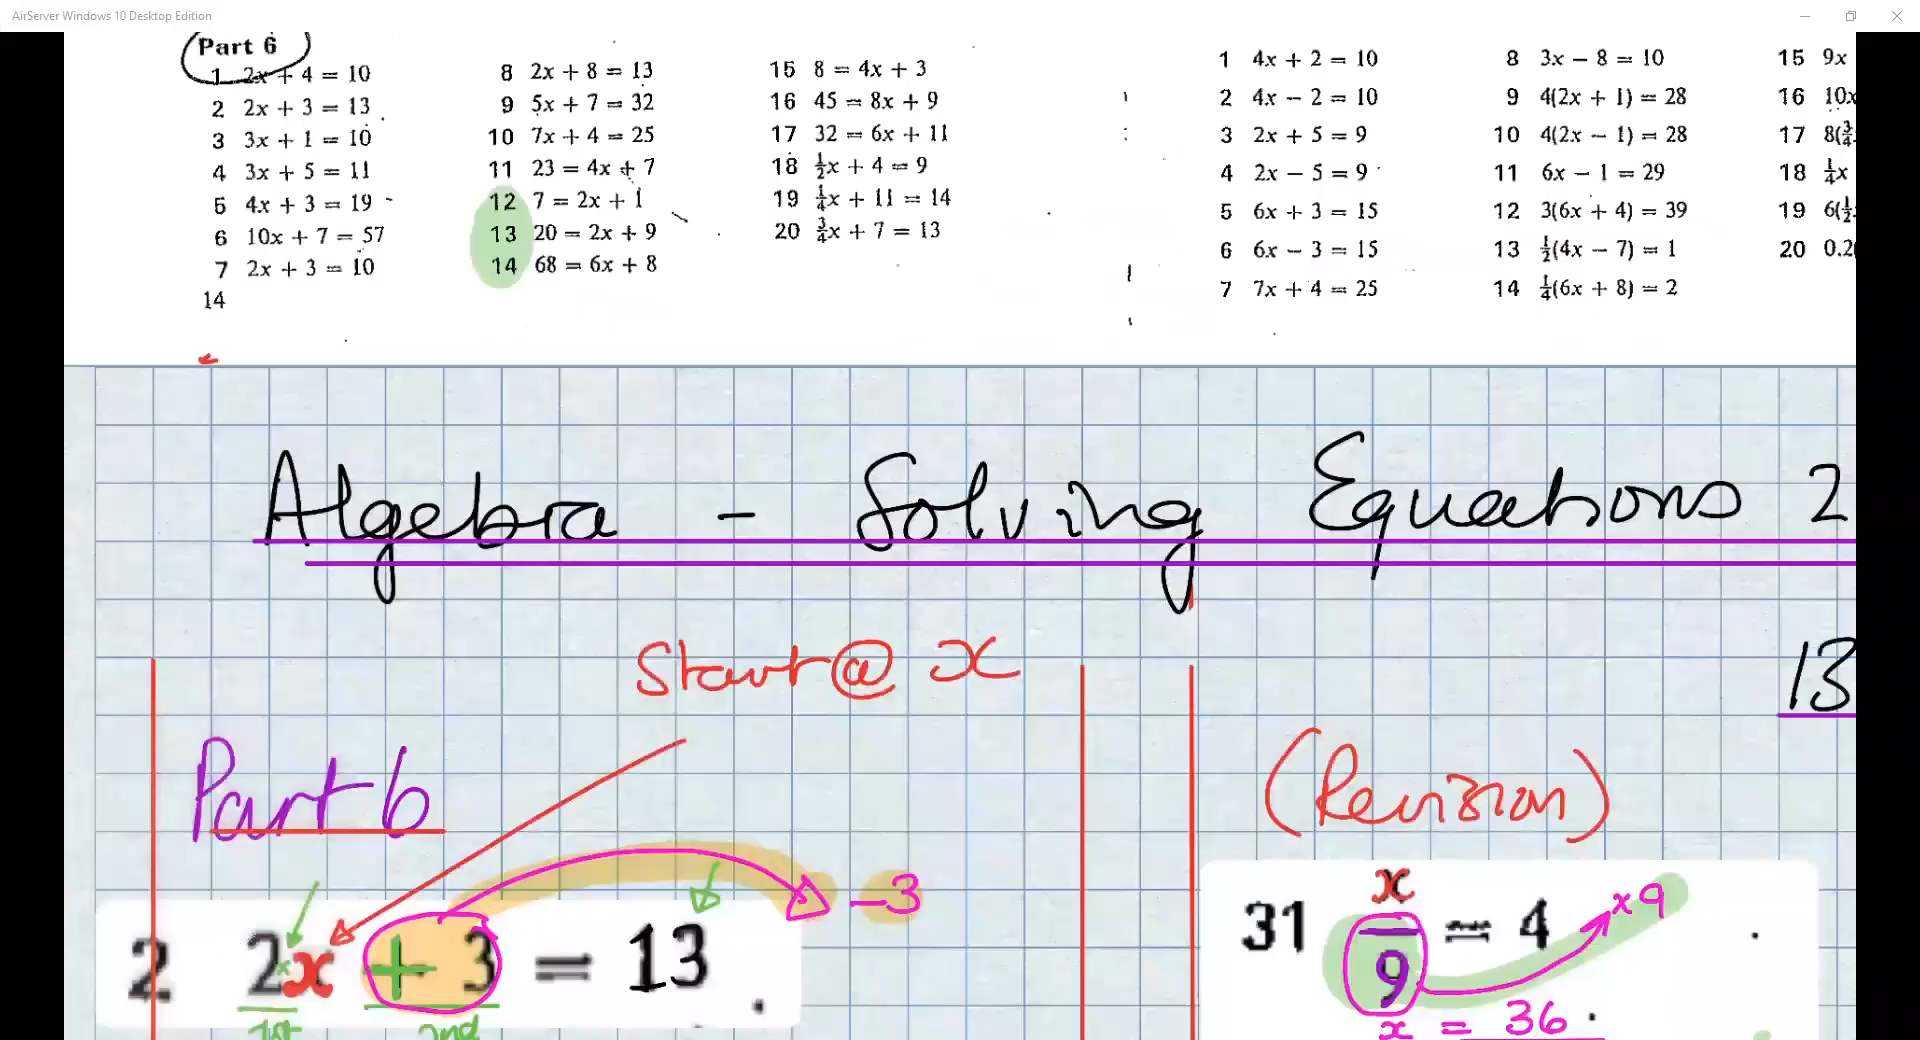 AirServer Windows 10 Desktop Edition
Part 6
1 2x + 4 = 10
2 2x + 3 = 13
3 3x + 1 = 10
4 3x + 5 = 11
5 4x + 3 = 19
6 10x + 7 = 57
7 2x + 3 = 10
14
8 2x + 8 = 13
9 5x + 7 = 32
10 7x + 4 = 25
11 23 = 4x + 7
12 7 = 2x + 1
13 20 = 2x + 9
14 68 = 6x + 8
15 8 = 4x + 3
16 45 = 8x + 9
17 32 = 6x + 11
18 ½x + 4 = 9
19 ¼x + 11 = 14
20 ¾x + 7 = 13
1 4x + 2 = 10
2 4x − 2 = 10
3 2x + 5 = 9
4 2x − 5 = 9
5 6x + 3 = 15
6 6x − 3 = 15
7 7x + 4 = 25
8 3x − 8 = 10
9 4(2x + 1) = 28
10 4(2x − 1) = 28
11 6x − 1 = 29
12 3(6x + 4) = 39
13 ½(4x − 7) = 1
14 ¼(6x + 8) = 2
15 9x
16 10x
17 8(¾
18 ¼x
19 6(½
20 0.2
Algebra - Solving Equations 2
13
Start @ x
Part 6
(Revision)
−3
2 2x + 3 = 13
1st 2nd
31 x/9 = 4 ×9
x = 36